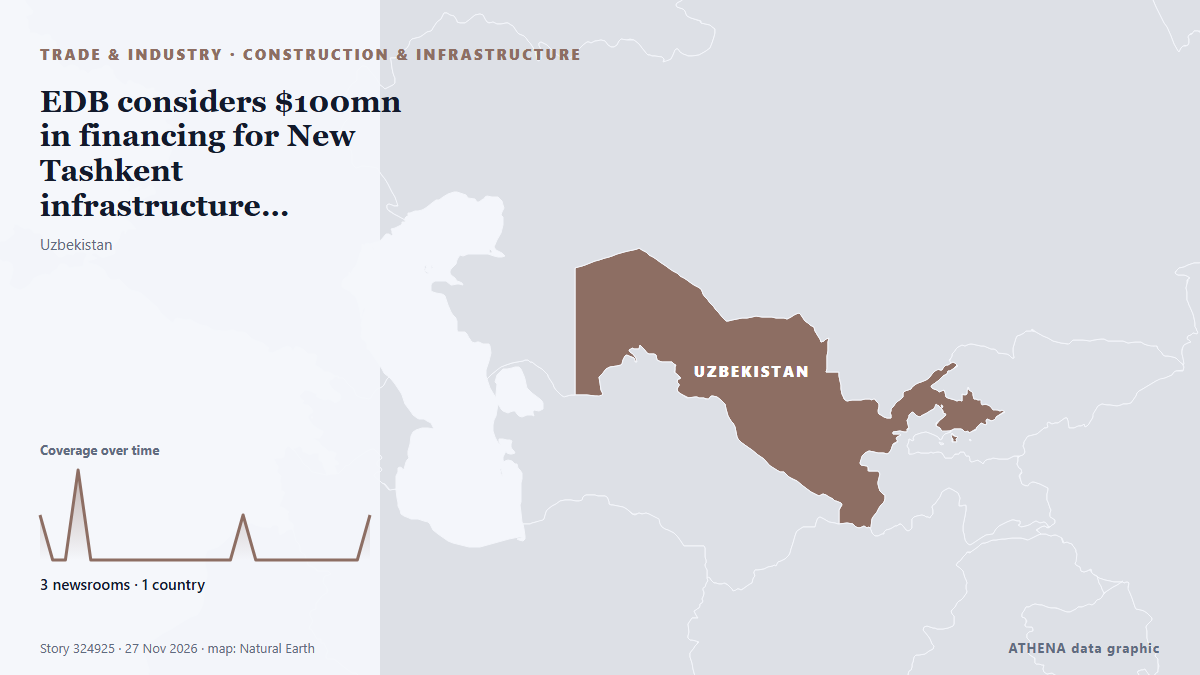 TRADE & INDUSTRY · CONSTRUCTION & INFRASTRUCTURE
EDB considers $100mn
in financing for New
Tashkent
infrastructure...
Uzbekistan
UZBEKISTAN
Coverage over time
3 newsrooms · 1 country
Story 324925 · 27 Nov 2026 · map: Natural Earth
ATHENA data graphic